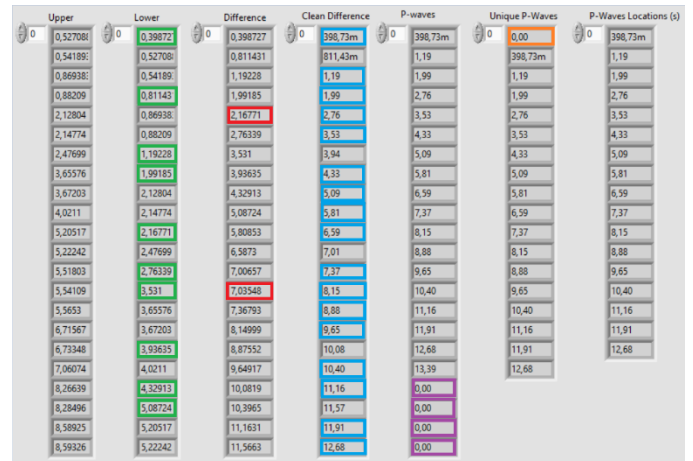 Upper Lower Difference Clean Difference P-waves Unique P-Waves P-Waves Locations (s)
0 0,527088 0 0,39872 0 0,398727 0 398,73m 0 398,73m 0 0,00 0 398,73m
0,54189 0,52708 0,811431 811,43m 1,19 398,73m 1,19
0,86938 0,54189 1,19228 1,19 1,99 1,19 1,99
0,88209 0,81143 1,99185 1,99 2,76 1,99 2,76
2,12804 0,86938 2,16771 2,76 3,53 2,76 3,53
2,14774 0,88209 2,76339 3,53 4,33 3,53 4,33
2,47699 1,19228 3,531 3,94 5,09 4,33 5,09
3,65576 1,99185 3,93635 4,33 5,81 5,09 5,81
3,67203 2,12804 4,32913 5,09 6,59 5,81 6,59
4,0211 2,14774 5,08724 5,81 7,37 6,59 7,37
5,20517 2,16771 5,80853 6,59 8,15 7,37 8,15
5,22242 2,47699 6,5873 7,01 8,88 8,15 8,88
5,51803 2,76339 7,00657 7,37 9,65 8,88 9,65
5,54109 3,531 7,03548 8,15 10,40 9,65 10,40
5,5653 3,65576 7,36793 8,88 11,16 10,40 11,16
6,71567 3,67203 8,14999 9,65 11,91 11,16 11,91
6,73348 3,93635 8,87552 10,08 12,68 11,91 12,68
7,06074 4,0211 9,64917 10,40 13,39 12,68
8,26639 4,32913 10,0819 11,16 0,00
8,28496 5,08724 10,3965 11,57 0,00
8,58925 5,20517 11,1631 11,91 0,00
8,59326 5,22242 11,5663 12,68 0,00